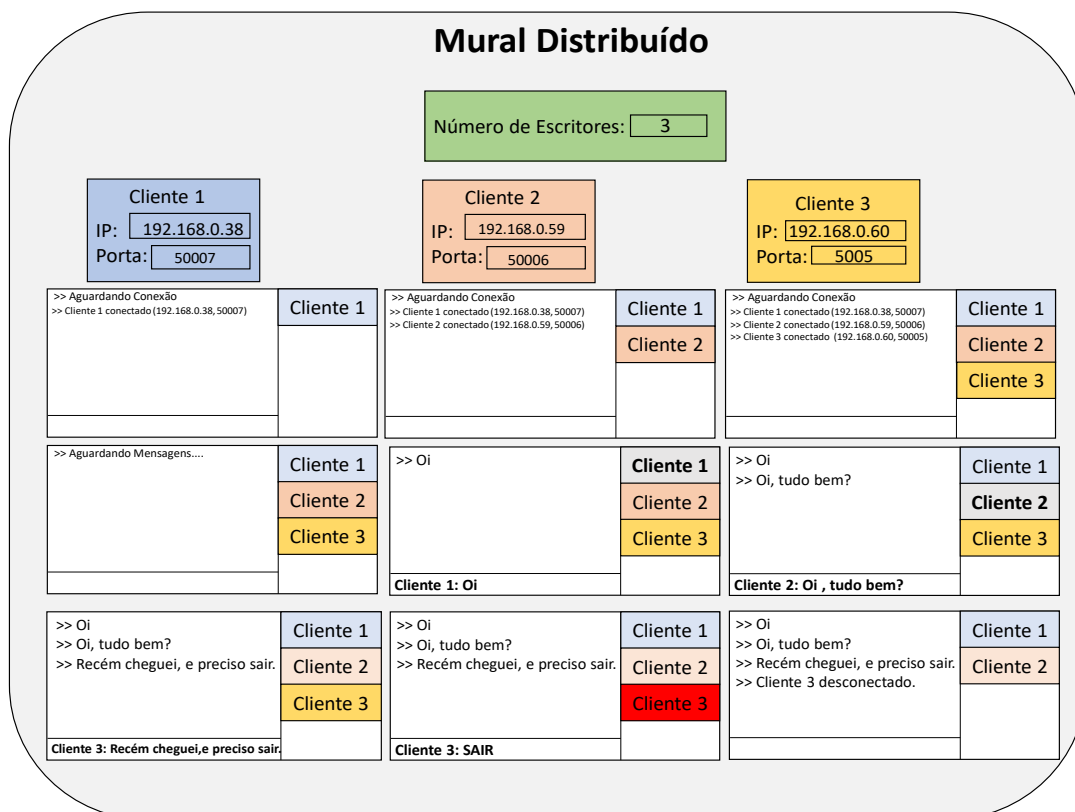 Mural Distribuído
Número de Escritores: 3
Cliente 1
IP: 192.168.0.38
Porta: 50007
Cliente 2
IP: 192.168.0.59
Porta: 50006
Cliente 3
IP: 192.168.0.60
Porta: 5005
>> Aguardando Conexão
>> Cliente 1 conectado (192.168.0.38, 50007)
Cliente 1
>> Aguardando Conexão
>> Cliente 1 conectado (192.168.0.38, 50007)
>> Cliente 2 conectado (192.168.0.59, 50006)
Cliente 1
Cliente 2
>> Aguardando Conexão
>> Cliente 1 conectado (192.168.0.38, 50007)
>> Cliente 2 conectado (192.168.0.59, 50006)
>> Cliente 3 conectado (192.168.0.60, 50005)
Cliente 1
Cliente 2
Cliente 3
>> Aguardando Mensagens....
Cliente 1
Cliente 2
Cliente 3
>> Oi
Cliente 1
Cliente 2
Cliente 3
Cliente 1: Oi
>> Oi
>> Oi, tudo bem?
Cliente 1
Cliente 2
Cliente 3
Cliente 2: Oi , tudo bem?
>> Oi
>> Oi, tudo bem?
>> Recém cheguei, e preciso sair.
Cliente 1
Cliente 2
Cliente 3
Cliente 3: Recém cheguei,e preciso sair.
>> Oi
>> Oi, tudo bem?
>> Recém cheguei, e preciso sair.
Cliente 1
Cliente 2
Cliente 3
Cliente 3: SAIR
>> Oi
>> Oi, tudo bem?
>> Recém cheguei, e preciso sair.
>> Cliente 3 desconectado.
Cliente 1
Cliente 2